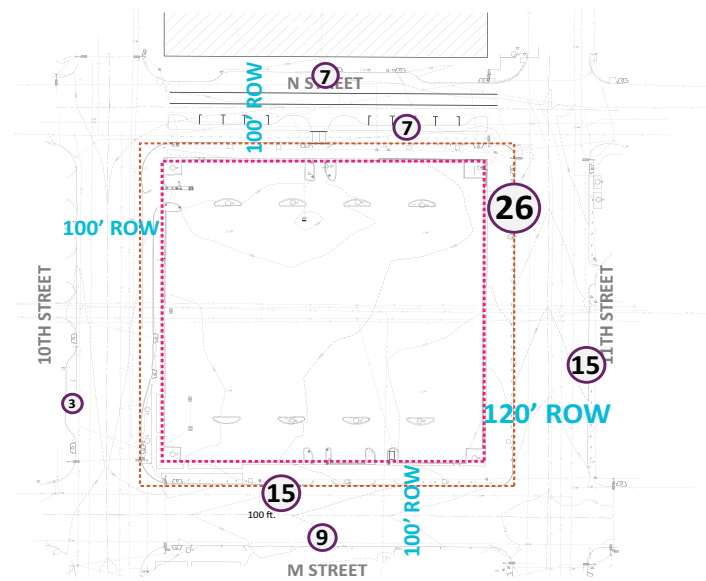 7
N STREET
100' ROW
7
26
100' ROW
10TH STREET
11TH STREET
15
3
120' ROW
15
100 ft.
100' ROW
9
M STREET